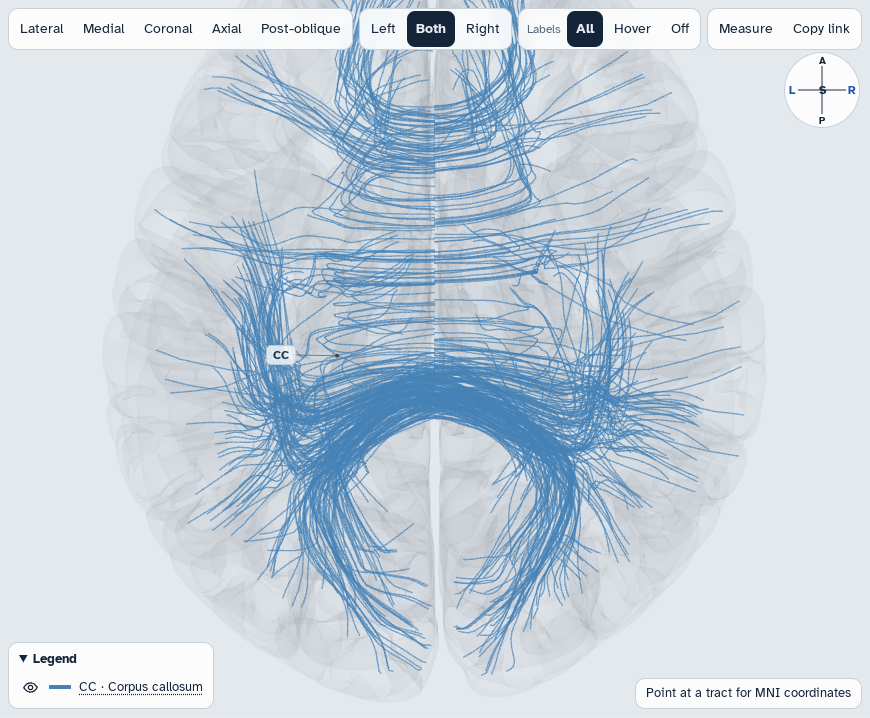 Lateral Medial Coronal Axial Post-oblique Left Both Right Labels All Hover Off Measure Copy link
A
L S R
P
CC
Legend
CC · Corpus callosum
Point at a tract for MNI coordinates